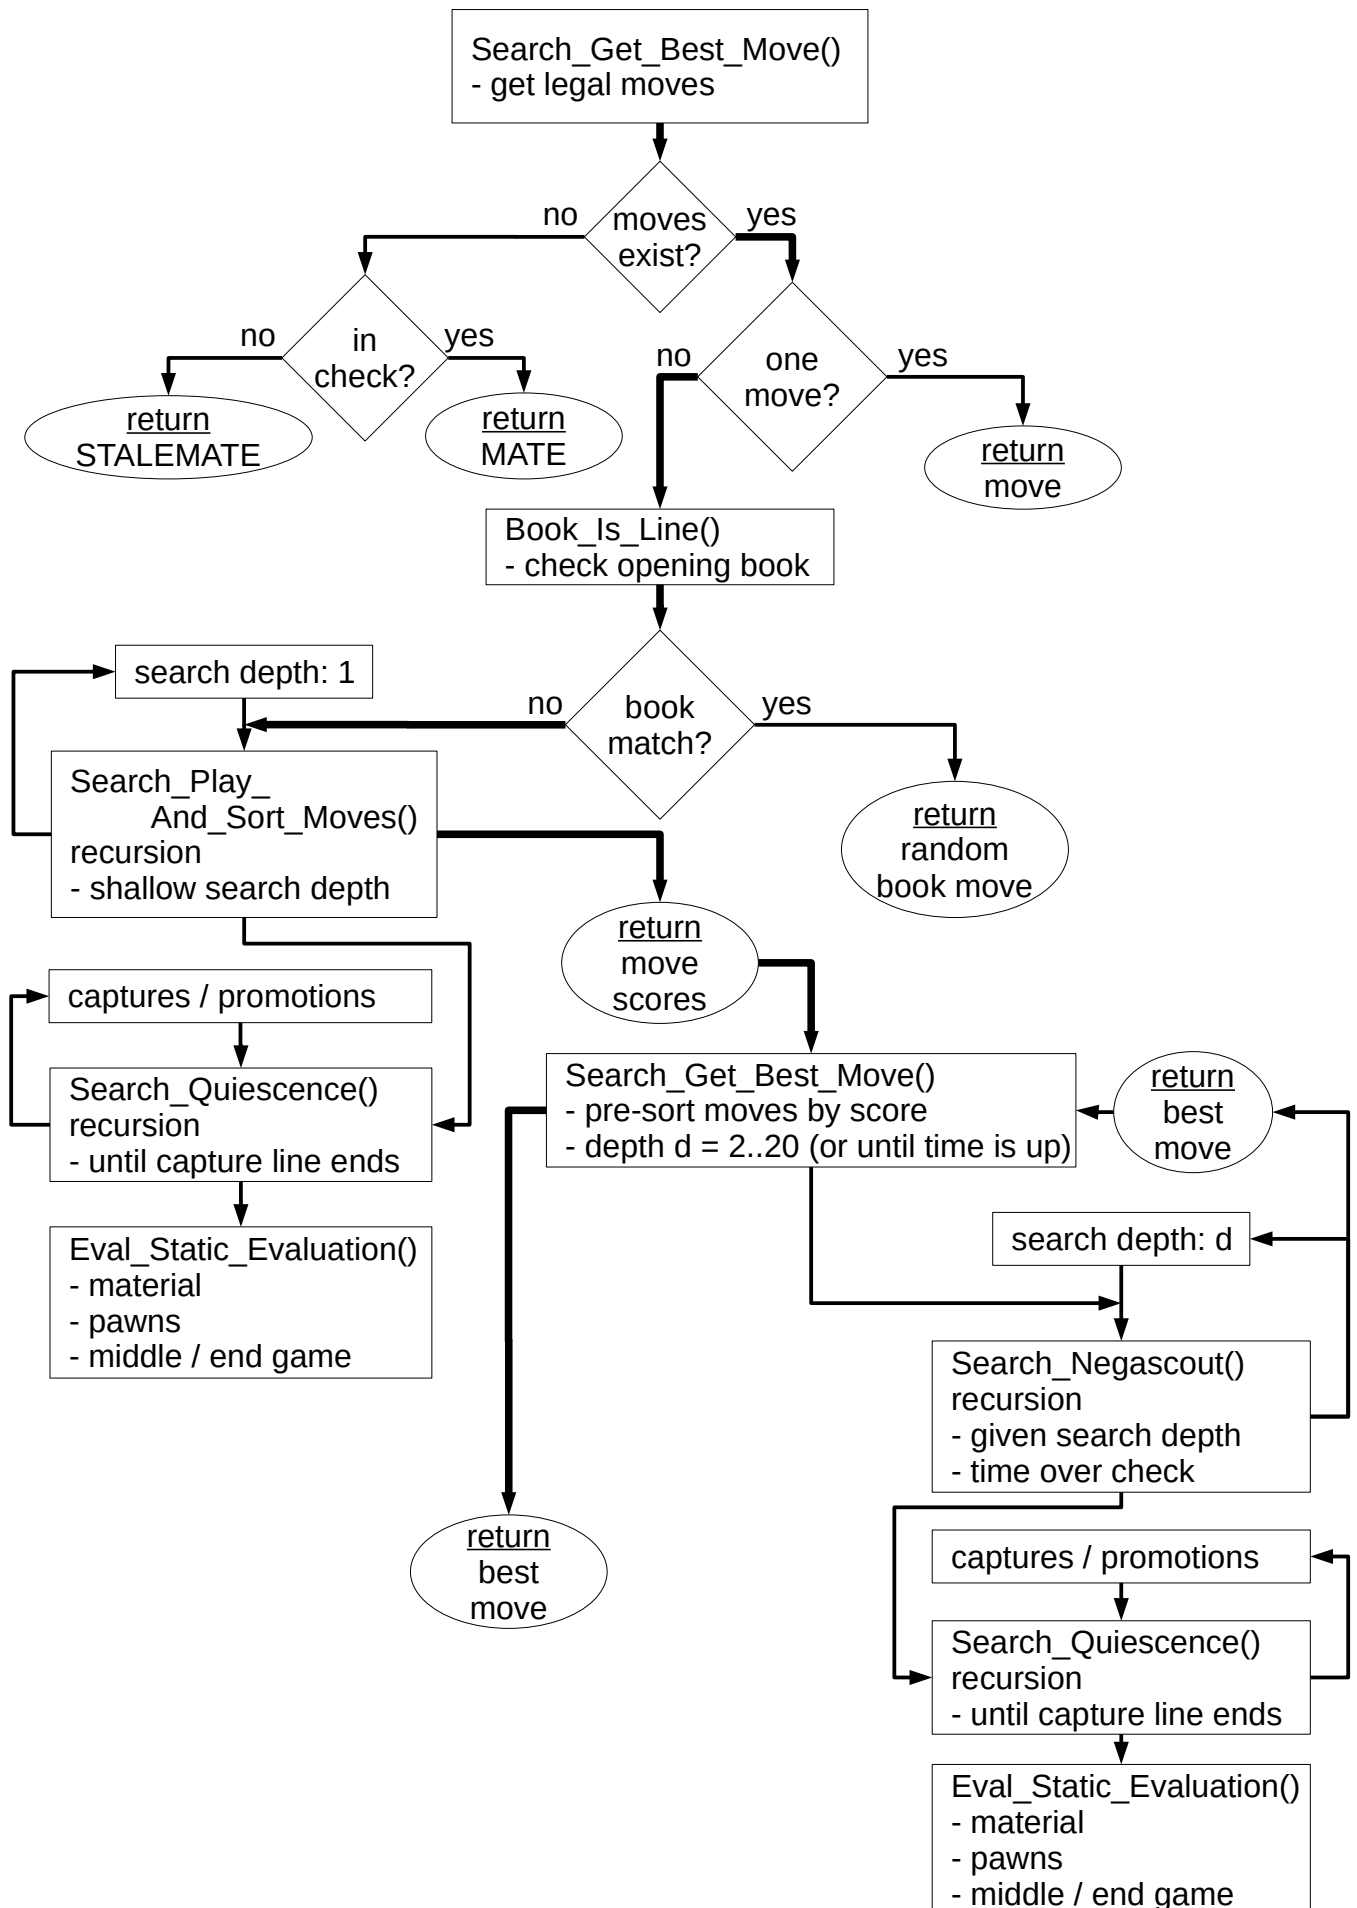 Search_Get_Best_Move()
- get legal moves
no
moves
exist?
yes
no
in
check?
yes
no
one
move?
yes
return
STALEMATE
return
MATE
return
move
Book_Is_Line()
- check opening book
search depth: 1
no
book
match?
yes
Search_Play_
And_Sort_Moves()
recursion
- shallow search depth
return
random
book move
return
move
scores
captures / promotions
Search_Quiescence()
recursion
- until capture line ends
Eval_Static_Evaluation()
- material
- pawns
- middle / end game
Search_Get_Best_Move()
- pre-sort moves by score
- depth d = 2..20 (or until time is up)
return
best
move
search depth: d
Search_Negascout()
recursion
- given search depth
- time over check
return
best
move
captures / promotions
Search_Quiescence()
recursion
- until capture line ends
Eval_Static_Evaluation()
- material
- pawns
- middle / end game